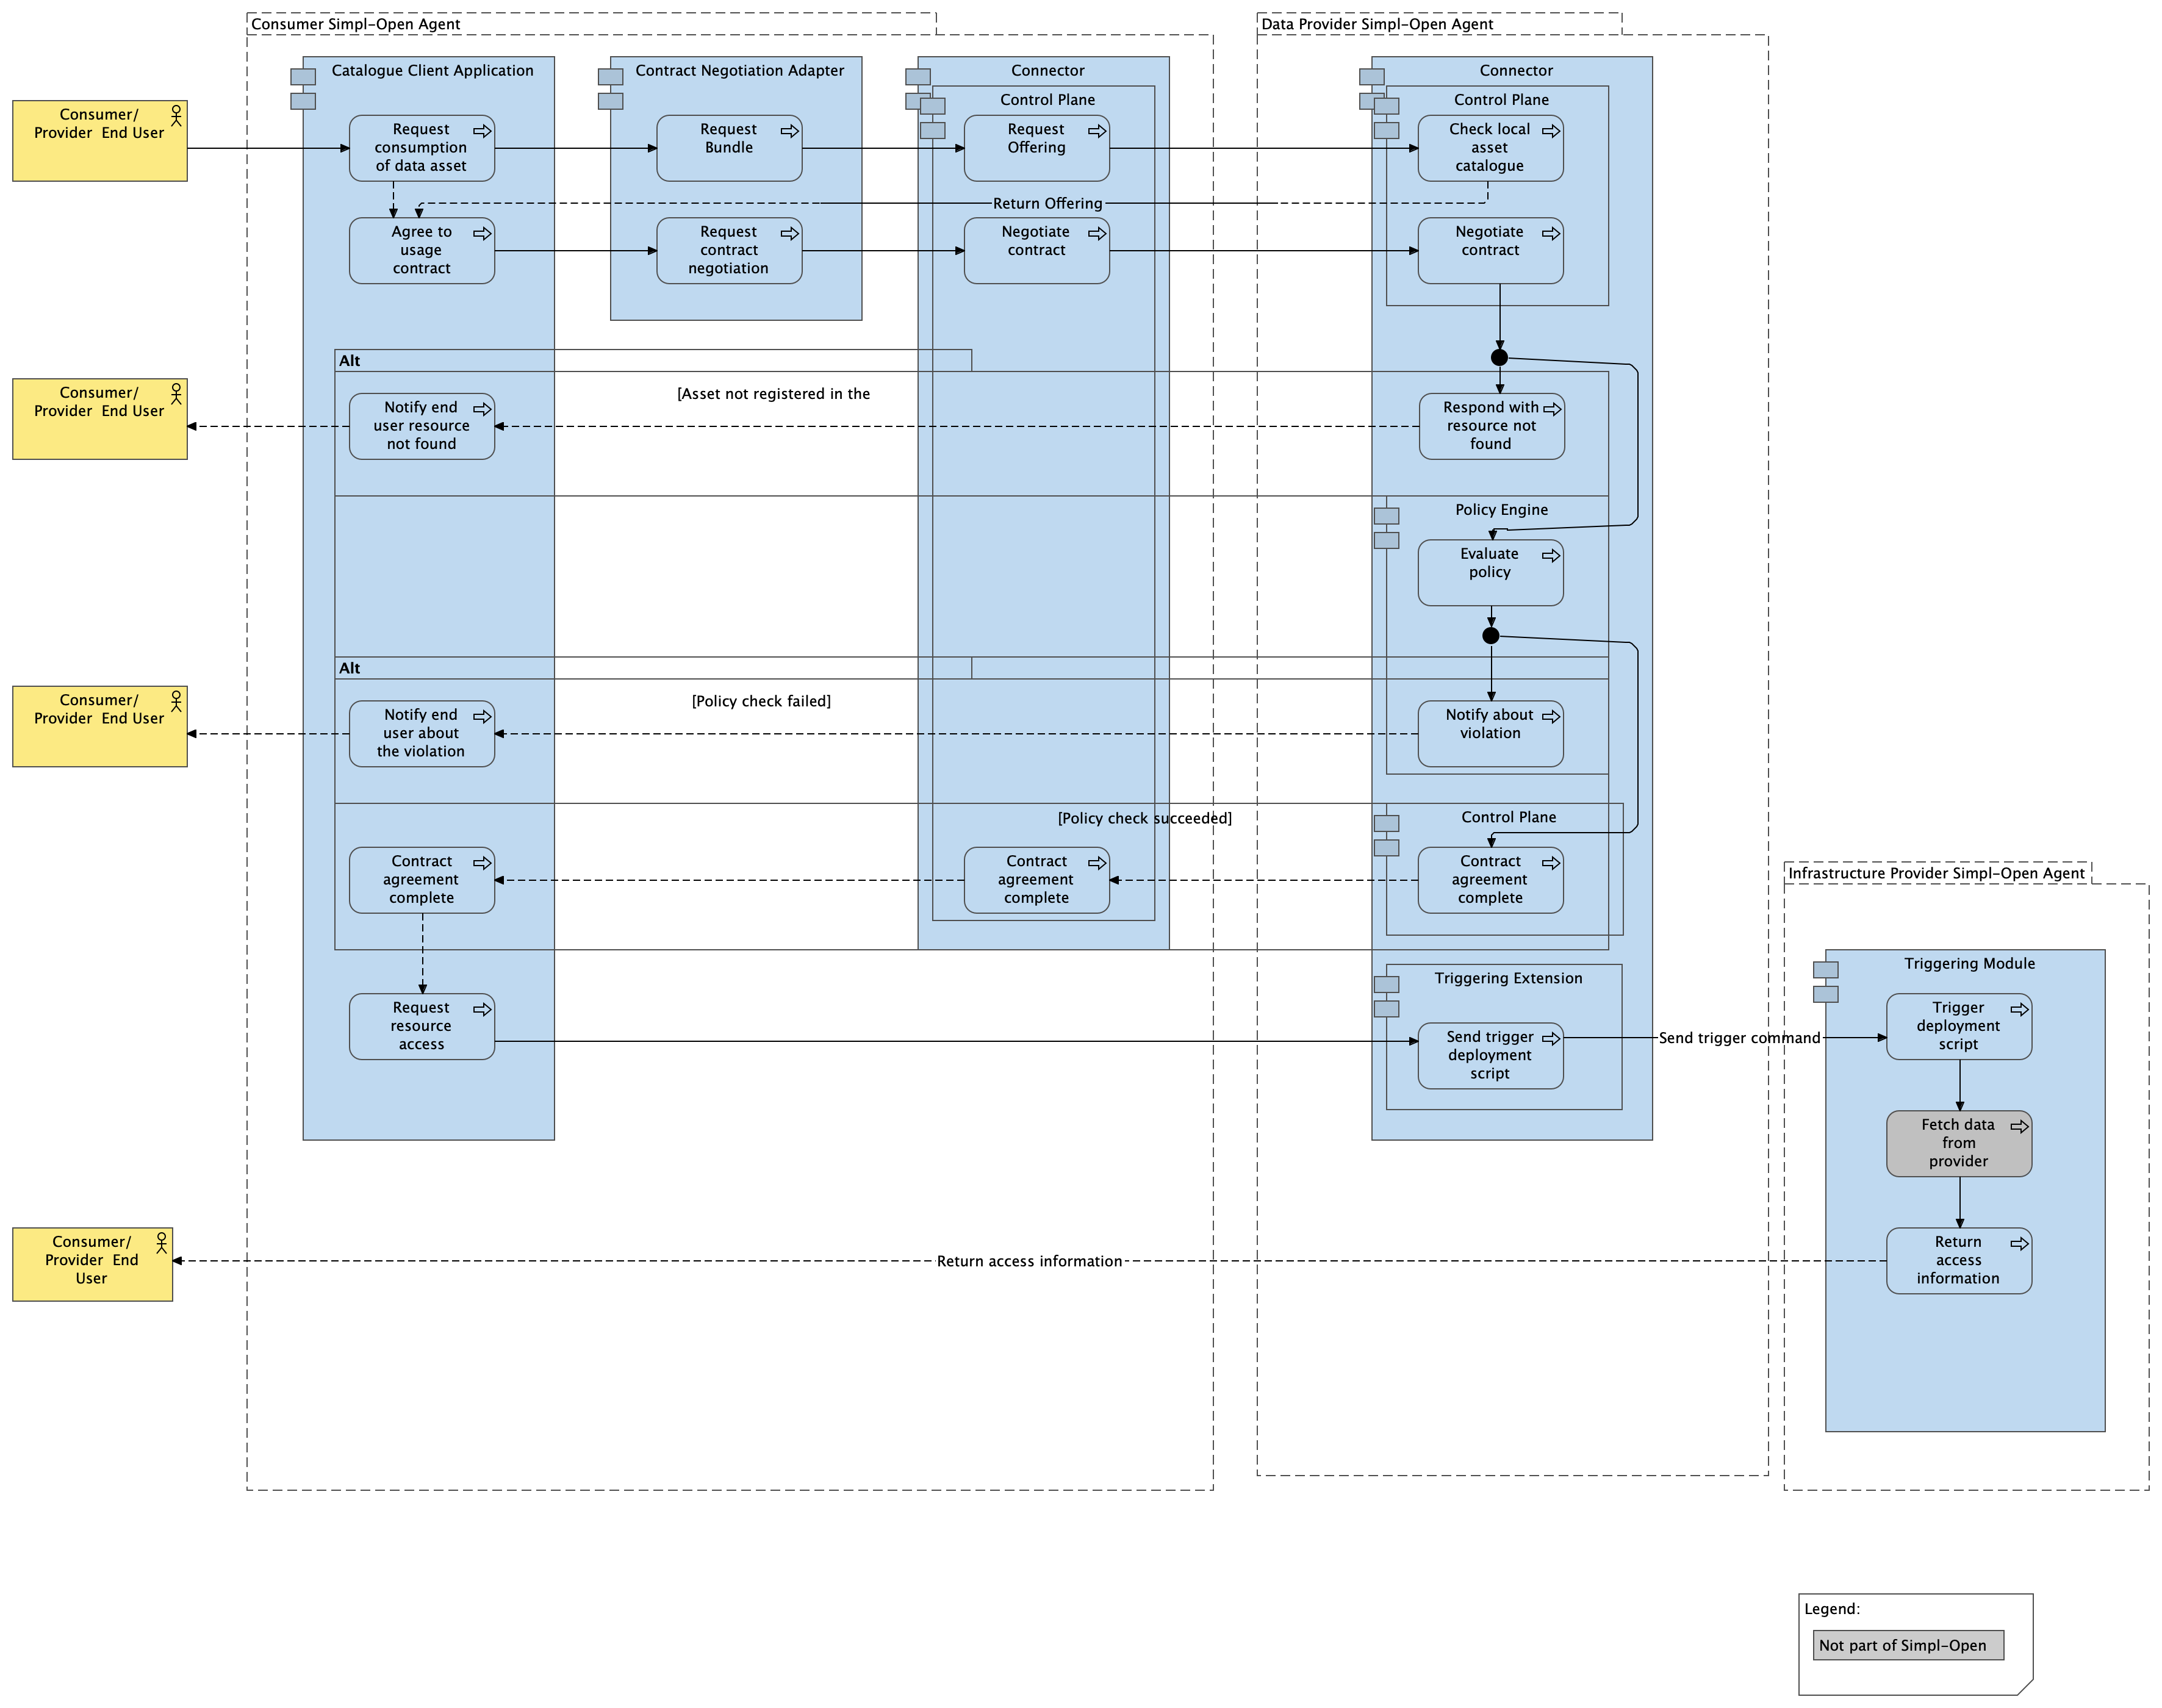 Consumer Simpl-Open Agent
Data Provider Simpl-Open Agent
Catalogue Client Application
Contract Negotiation Adapter
Connector
Connector
Control Plane
Control Plane
Consumer/
Provider  End User
Request
consumption
of data asset
Request
Bundle
Request
Offering
Check local
asset
catalogue
Return Offering
Agree to
usage
contract
Request
contract
negotiation
Negotiate
contract
Negotiate
contract
Alt
Consumer/
Provider  End User
[Asset not registered in the
Notify end
user resource
not found
Respond with
resource not
found
Policy Engine
Evaluate
policy
Alt
Consumer/
Provider  End User
[Policy check failed]
Notify end
user about
the violation
Notify about
violation
[Policy check succeeded]
Control Plane
Contract
agreement
complete
Contract
agreement
complete
Contract
agreement
complete
Infrastructure Provider Simpl-Open Agent
Triggering Module
Triggering Extension
Request
resource
access
Send trigger
deployment
script
Send trigger command
Trigger
deployment
script
Fetch data
from
provider
Consumer/
Provider  End
User
Return access information
Return
access
information
Legend:
Not part of Simpl-Open